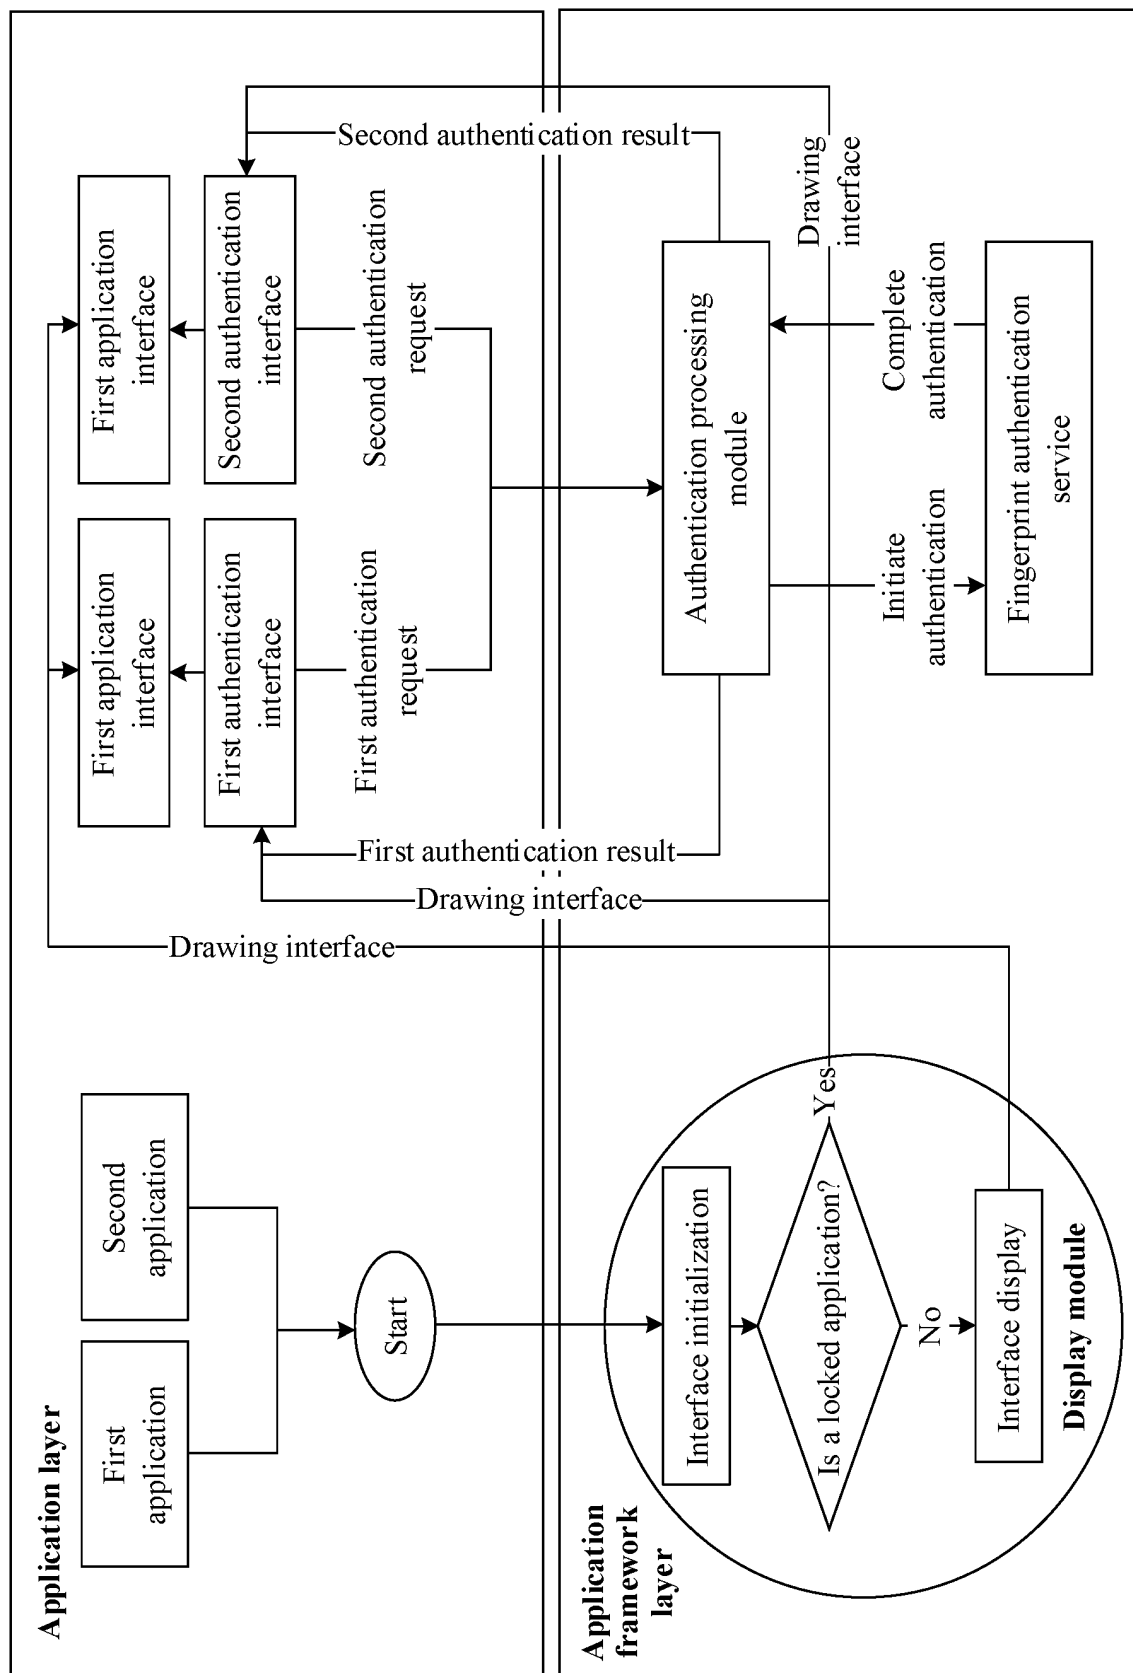 Application layer
First
application
Second
application
Start
Drawing interface
First application
interface
First application
interface
First authentication
interface
Second authentication
interface
First authentication
request
Second authentication
request
Drawing interface
First authentication result
Second authentication result
Application
framework
layer
Interface initialization
Is a locked application?
Yes
No
Interface display
Display module
Authentication processing
module
Drawing
interface
Initiate
authentication
Complete
authentication
Fingerprint authentication
service